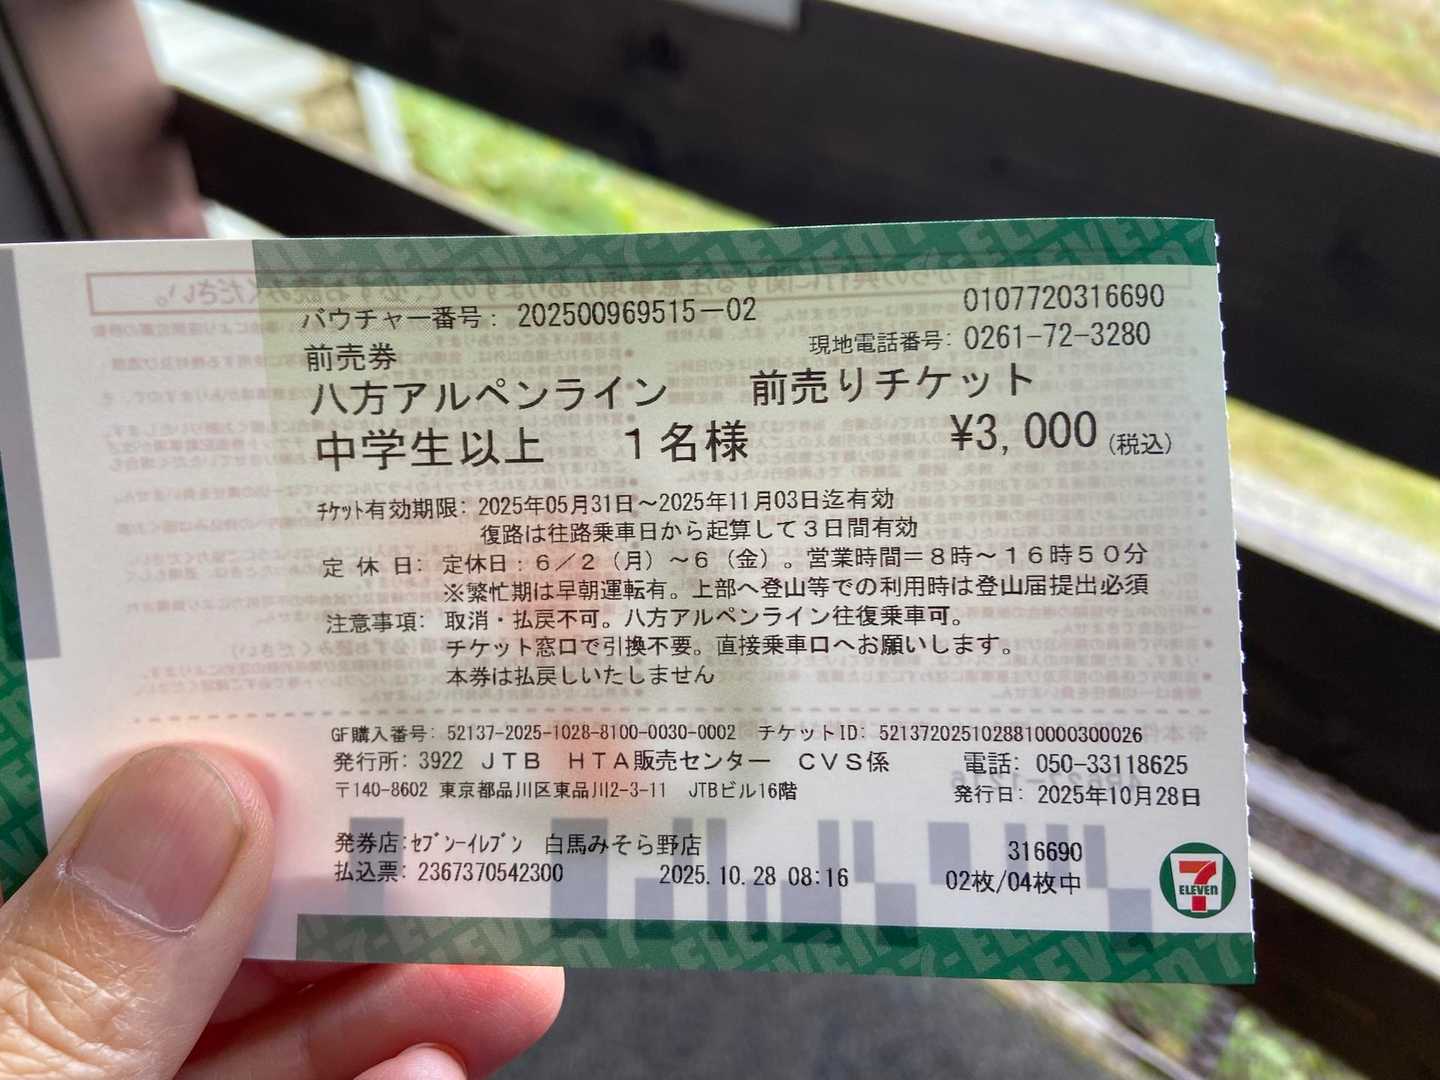 バウチャー番号: 202500969515-02
0107720316690
前売券
現地電話番号: 0261-72-3280
八方アルペンライン 前売りチケット
中学生以上 1名様 ¥3,000 (税込)
ﾁｹｯﾄ有効期限: 2025年05月31日～2025年11月03日迄有効
復路は往路乗車日から起算して3日間有効
定 休 日: 定休日:6/2(月)～6(金)。営業時間=8時～16時50分
※繁忙期は早朝運転有。上部へ登山等での利用時は登山届提出必須
注意事項: 取消・払戻不可。八方アルペンライン往復乗車可。
チケット窓口で引換不要。直接乗車口へお願いします。
本券は払戻しいたしません
GF購入番号: 52137-2025-1028-8100-0030-0002 チケットID: 5213720251028810000300026
発行所: 3922 JTB HTA販売センター CVS係 電話: 050-33118625
〒140-8602 東京都品川区東品川2-3-11 JTBビル16階 発行日: 2025年10月28日
発券店:ｾﾌﾞﾝ-ｲﾚﾌﾞﾝ 白馬みそら野店 316690
払込票: 2367370542300 2025.10.28 08:16 02枚/04枚中
7
ELEVEN